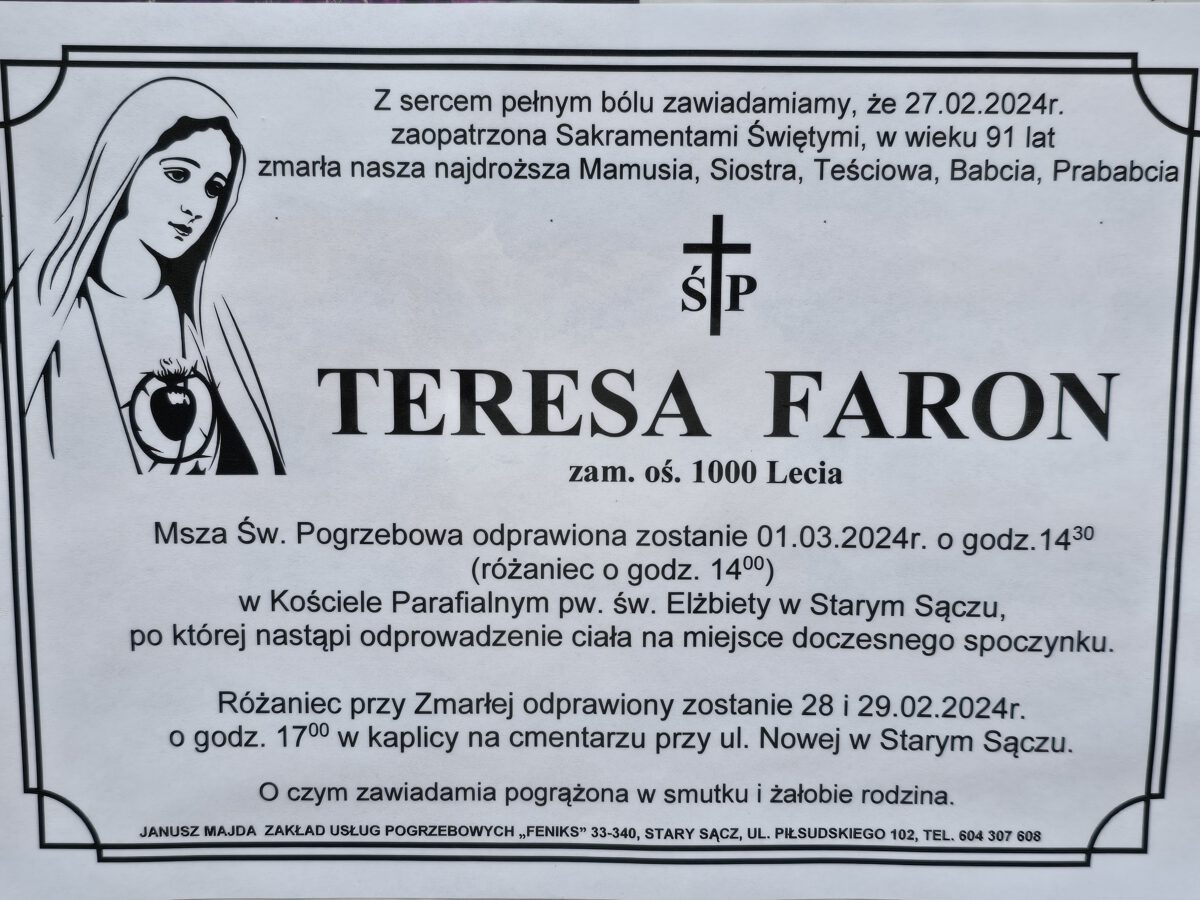 Z sercem pełnym bólu zawiadamiamy, że 27.02.2024r.
zaopatrzona Sakramentami Świętymi, w wieku 91 lat
zmarła nasza najdroższa Mamusia, Siostra, Teściowa, Babcia, Prababcia
Ś P
TERESA FARON
zam. oś. 1000 Lecia
Msza Św. Pogrzebowa odprawiona zostanie 01.03.2024r. o godz.14³⁰
(różaniec o godz. 14⁰⁰)
w Kościele Parafialnym pw. św. Elżbiety w Starym Sączu,
po której nastąpi odprowadzenie ciała na miejsce doczesnego spoczynku.
Różaniec przy Zmarłej odprawiony zostanie 28 i 29.02.2024r.
o godz. 17⁰⁰ w kaplicy na cmentarzu przy ul. Nowej w Starym Sączu.
O czym zawiadamia pogrążona w smutku i żałobie rodzina.
JANUSZ MAJDA ZAKŁAD USŁUG POGRZEBOWYCH „FENIKS” 33-340, STARY SĄCZ, UL. PIŁSUDSKIEGO 102, TEL. 604 307 608